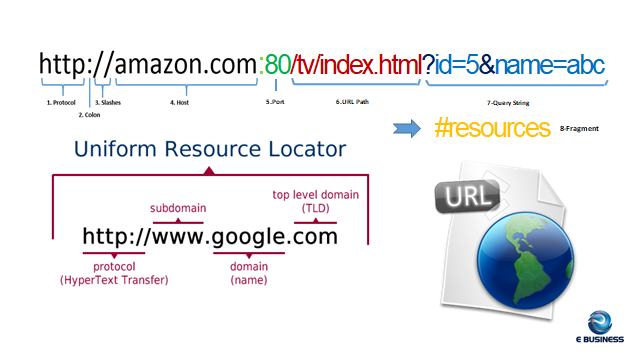 http://amazon.com:80/tv/index.html?id=5&name=abc
1. Protocol
2. Colon
3. Slashes
4. Host
5.Port
6.URL Path
7-Query String
#resources
8-Fragment
Uniform Resource Locator
subdomain
top level domain
(TLD)
http://www.google.com
protocol
(HyperText Transfer)
domain
(name)
URL
E BUSINESS